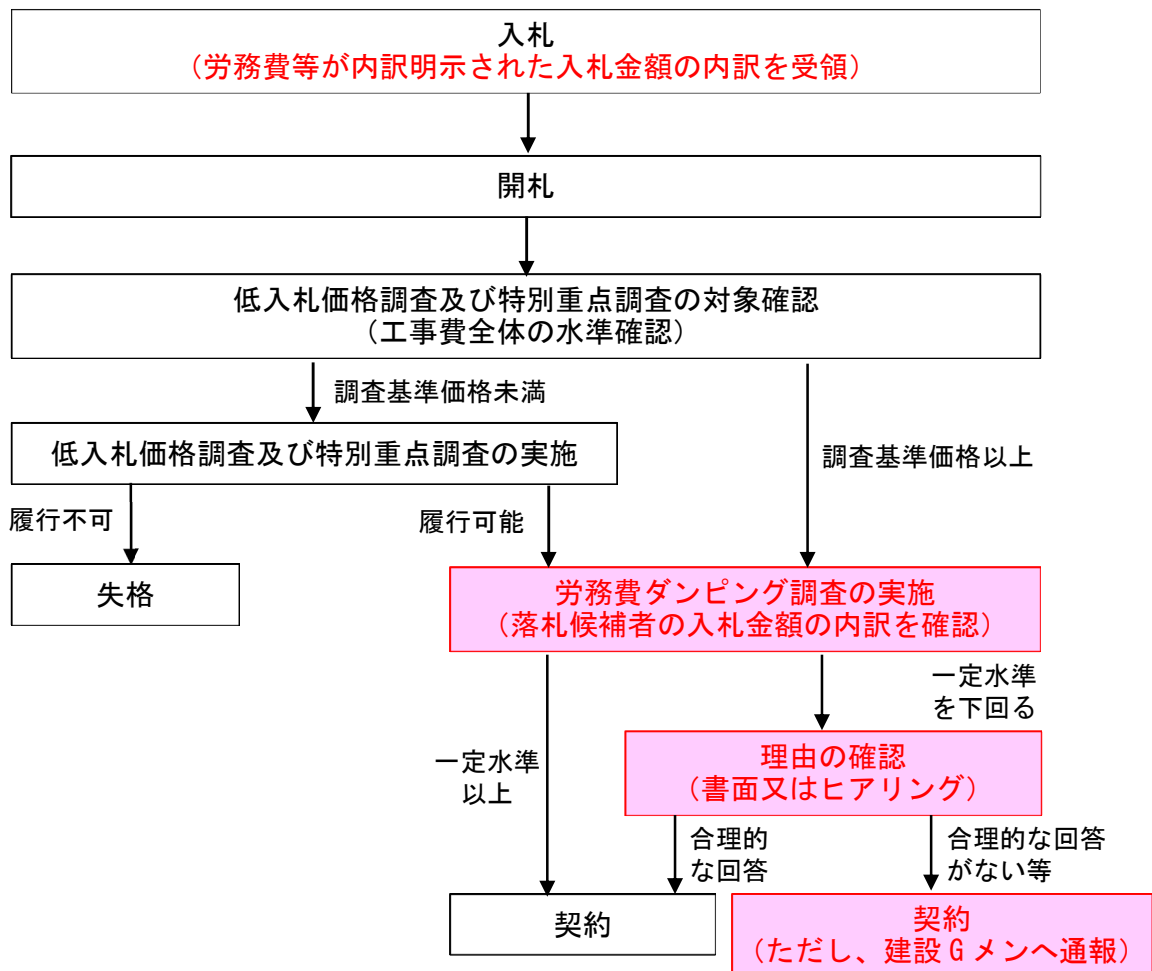 入札
（労務費等が内訳明示された入札金額の内訳を受領）
開札
低入札価格調査及び特別重点調査の対象確認
（工事費全体の水準確認）
調査基準価格未満
低入札価格調査及び特別重点調査の実施
調査基準価格以上
履行不可
履行可能
失格
労務費ダンピング調査の実施
（落札候補者の入札金額の内訳を確認）
一定水準
を下回る
一定水準
以上
理由の確認
（書面又はヒアリング）
合理的
な回答
合理的な回答
がない等
契約
契約
（ただし、建設Gメンへ通報）